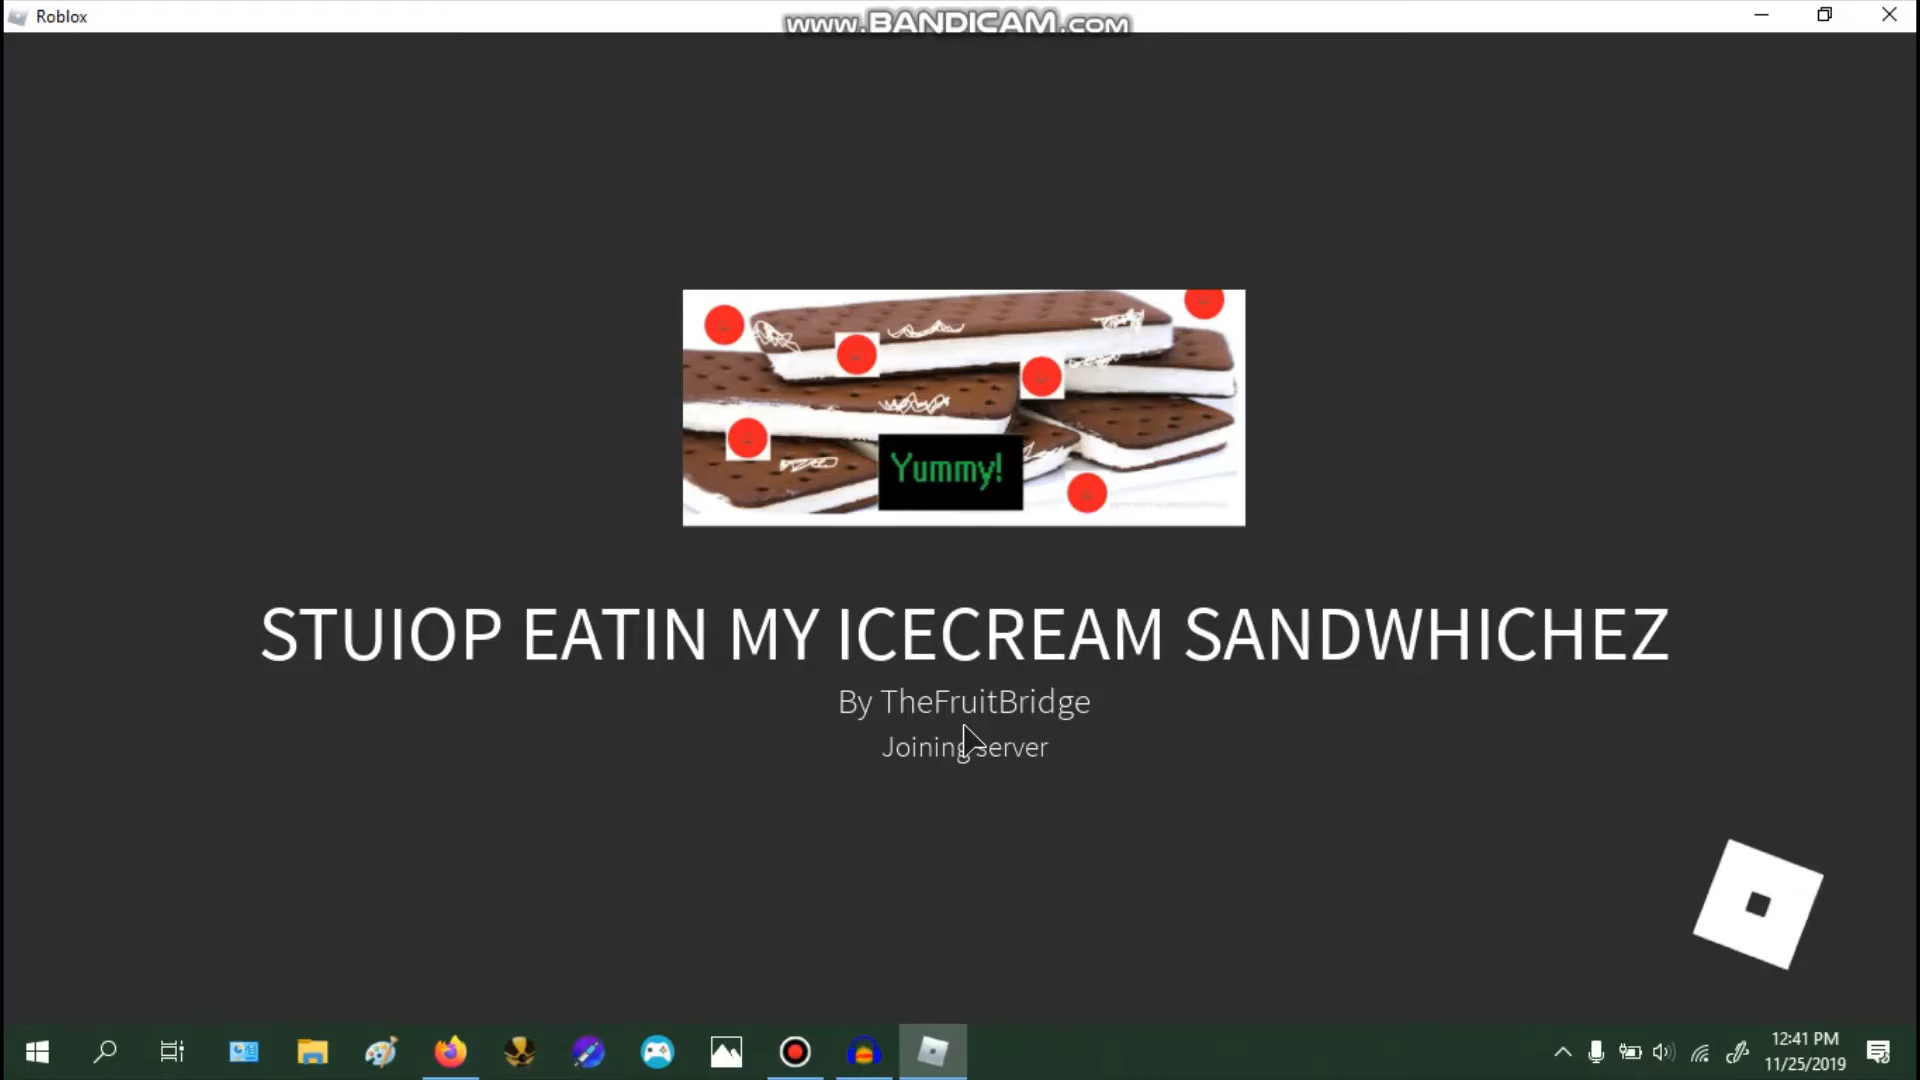 Roblox
www.BANDICAM.com
Yummy!
STUIOP EATIN MY ICECREAM SANDWHICHEZ
By TheFruitBridge
Joining server
12:41 PM
11/25/2019